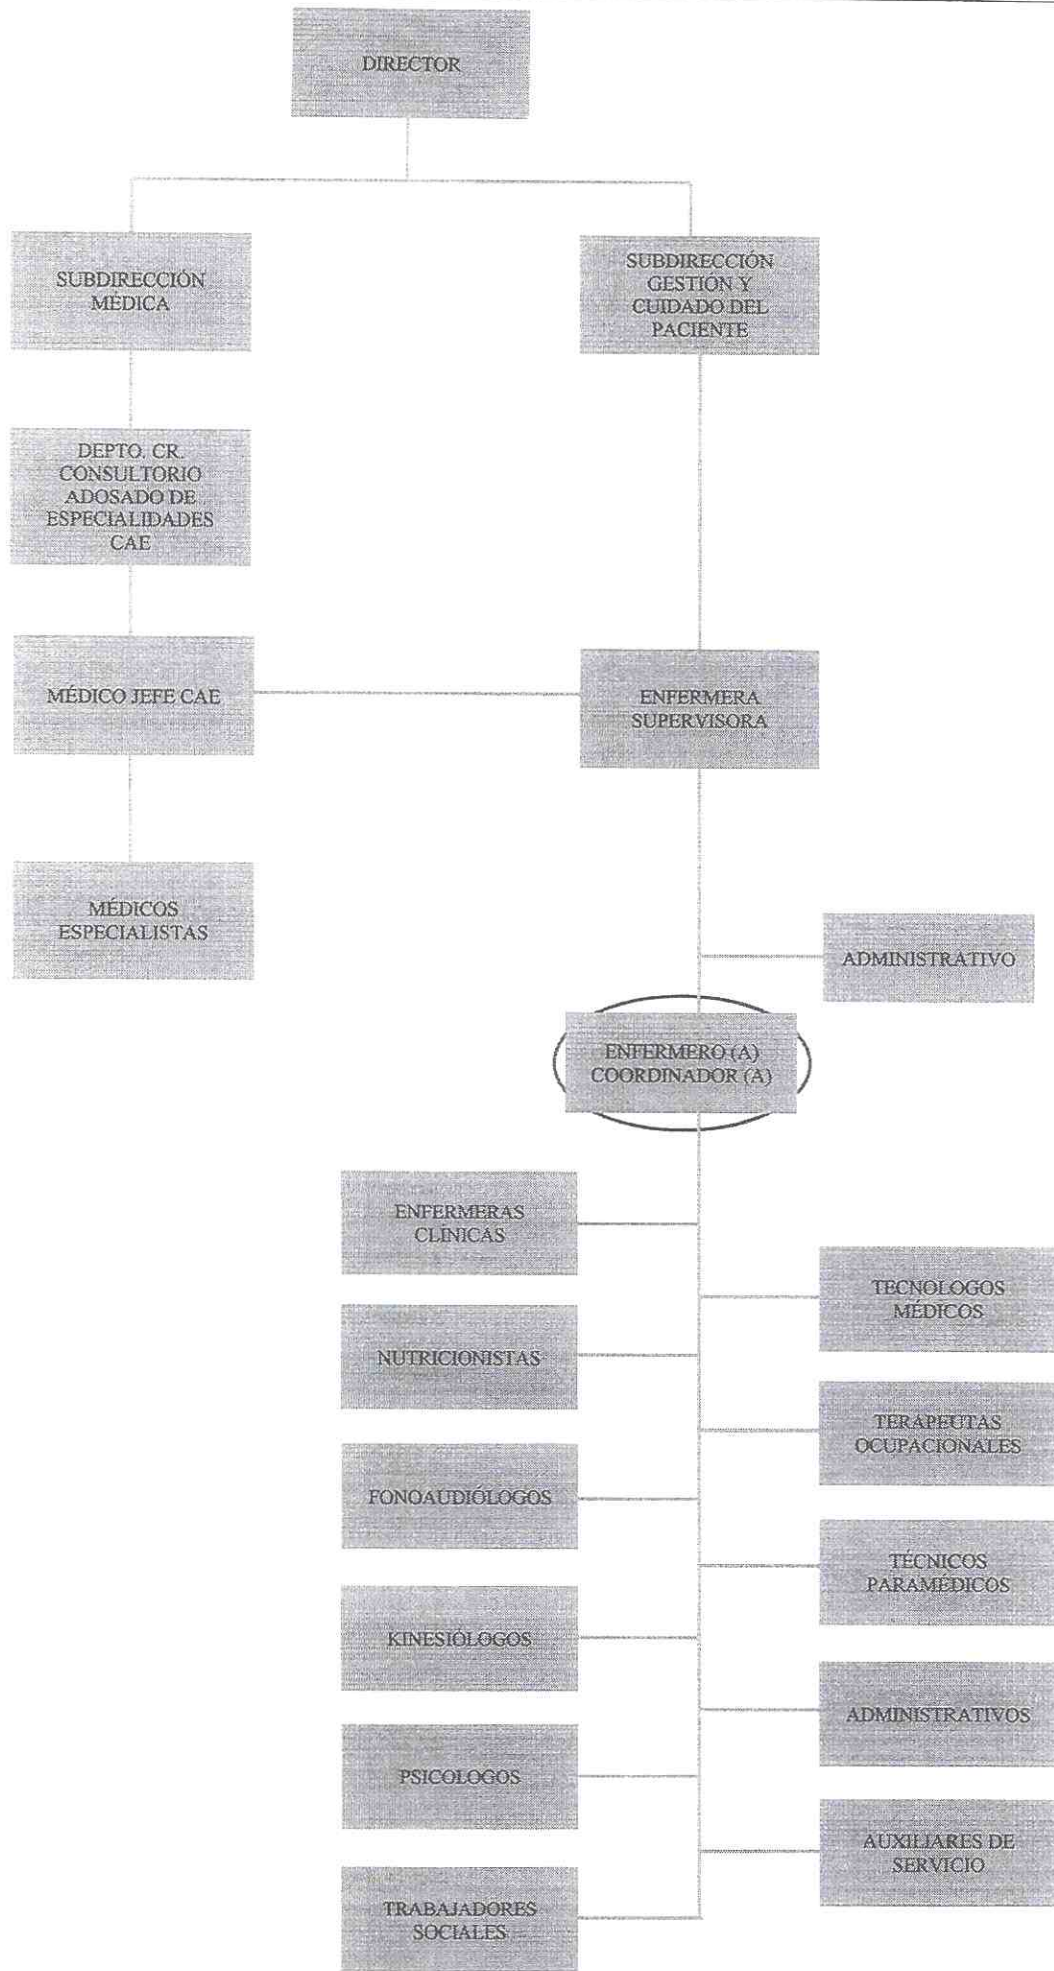 DIRECTOR
SUBDIRECCIÓN
MÉDICA
SUBDIRECCIÓN
GESTIÓN Y
CUIDADO DEL
PACIENTE
DEPTO. CR.
CONSULTORIO
ADOSADO DE
ESPECIALIDADES
CAE
MÉDICO JEFE CAE
ENFERMERA
SUPERVISORA
MÉDICOS
ESPECIALISTAS
ADMINISTRATIVO
ENFERMERO (A)
COORDINADOR (A)
ENFERMERAS
CLÍNICAS
TECNOLOGOS
MÉDICOS
NUTRICIONISTAS
TERAPEUTAS
OCUPACIONALES
FONOAUDIÓLOGOS
TÉCNICOS
PARAMÉDICOS
KINESIÓLOGOS
ADMINISTRATIVOS
PSICOLOGOS
AUXILIARES DE
SERVICIO
TRABAJADORES
SOCIALES